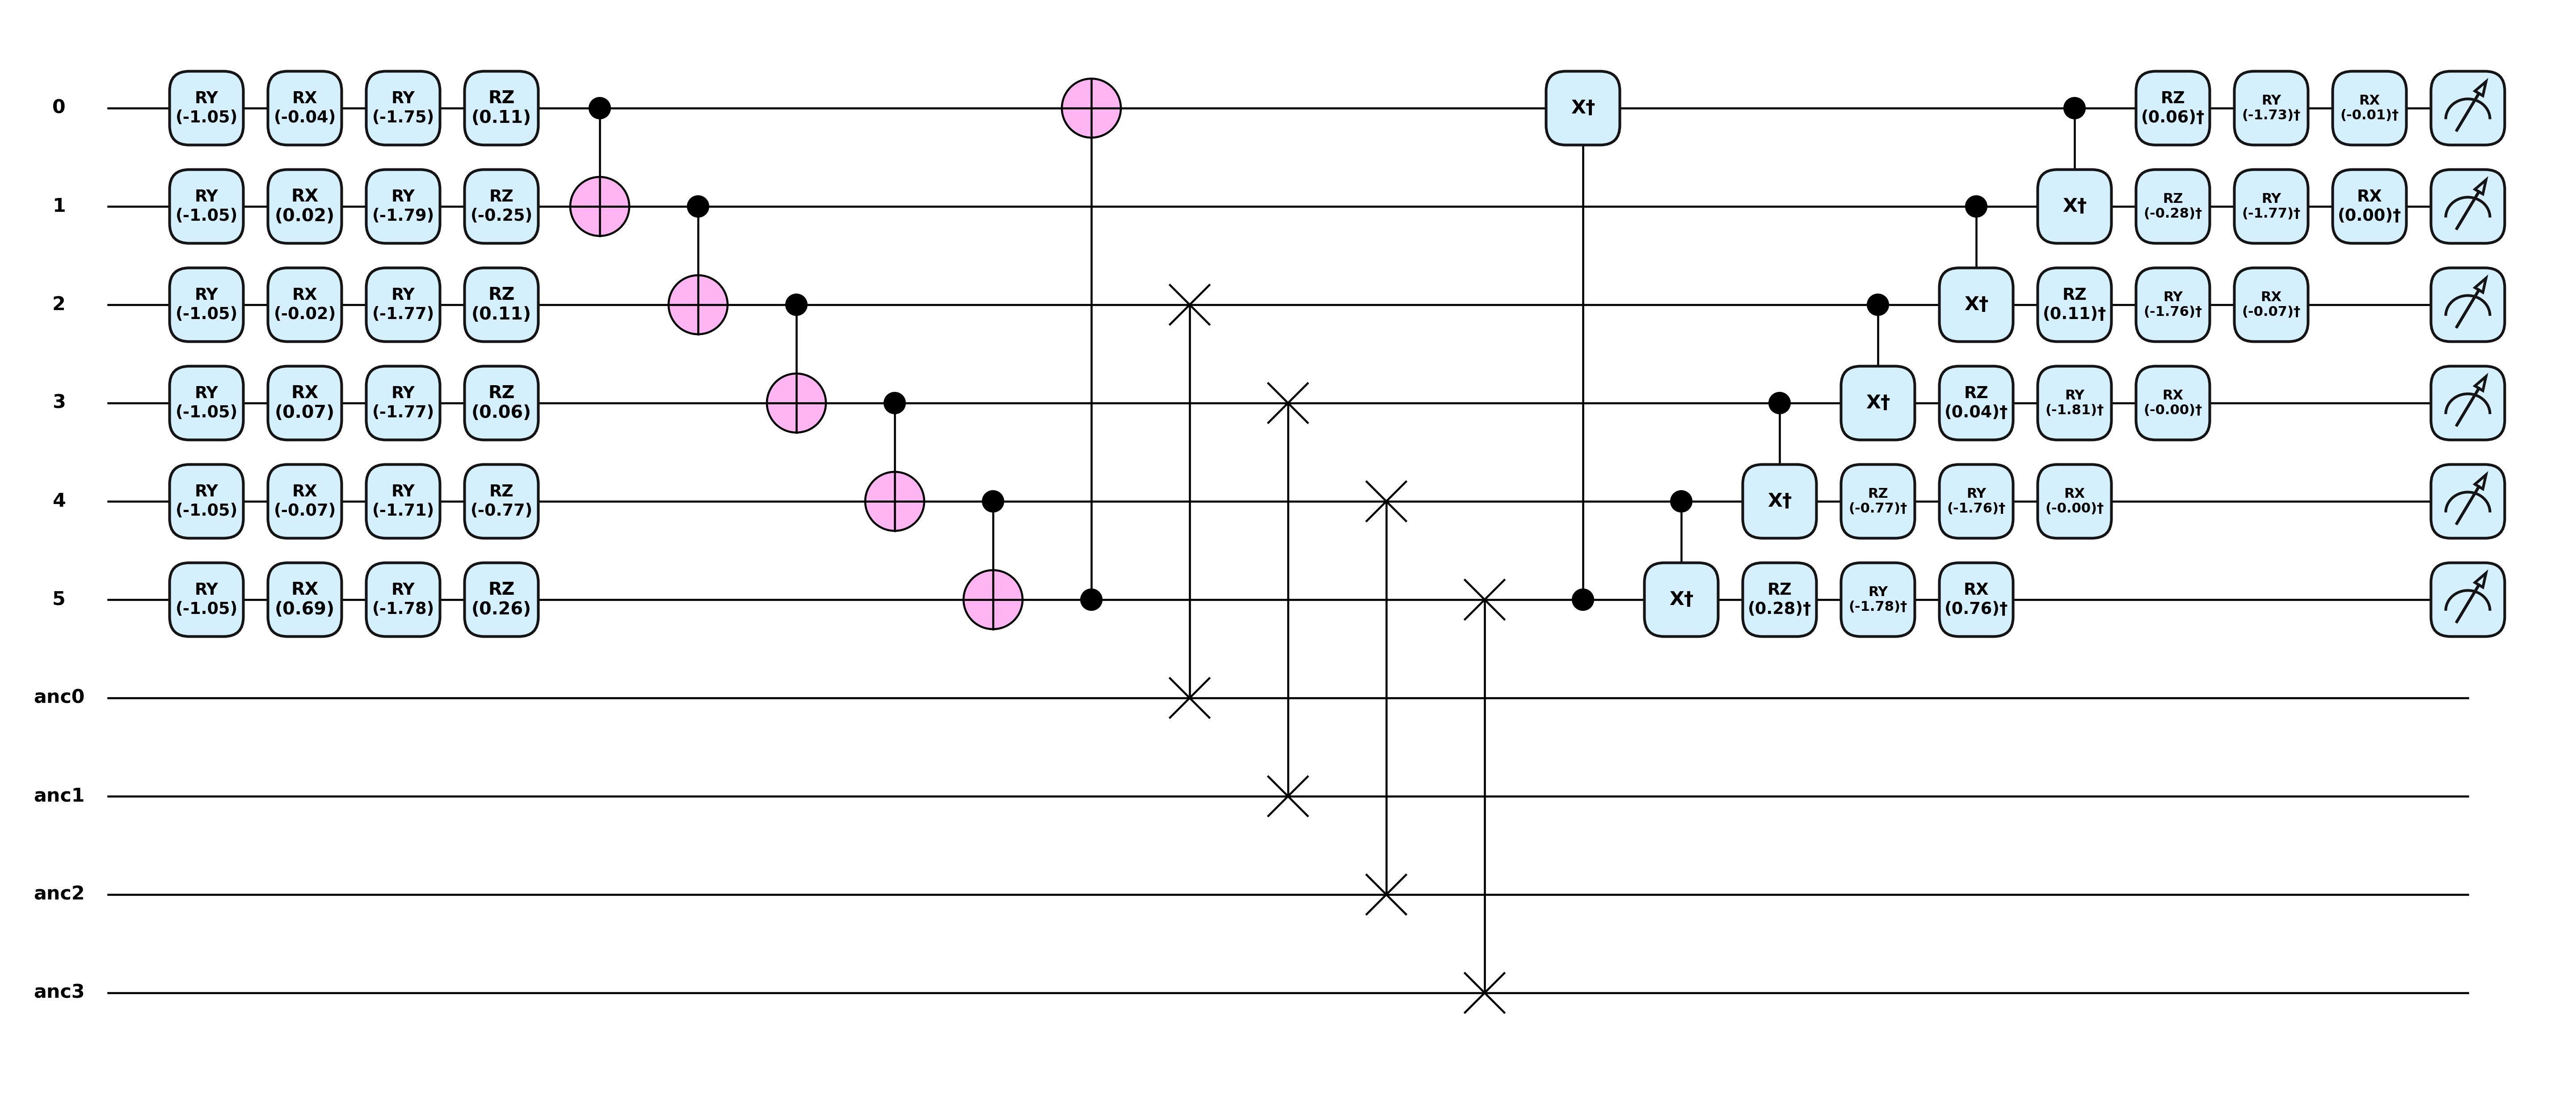 0 RY RX RY RZ RZ RY RX
(-1.05) (-0.04) (-1.75) (0.11) X† (0.06)† (-1.73)† (-0.01)†
1 RY RX RY RZ RZ RY RX
(-1.05) (0.02) (-1.79) (-0.25) X† (-0.28)† (-1.77)† (0.00)†
2 RY RX RY RZ RZ RY RX
(-1.05) (-0.02) (-1.77) (0.11) X† (0.11)† (-1.76)† (-0.07)†
3 RY RX RY RZ RZ RY RX
(-1.05) (0.07) (-1.77) (0.06) X† (0.04)† (-1.81)† (-0.00)†
4 RY RX RY RZ RZ RY RX
(-1.05) (-0.07) (-1.71) (-0.77) X† (-0.77)† (-1.76)† (-0.00)†
5 RY RX RY RZ RZ RY RX
(-1.05) (0.69) (-1.78) (0.26) X† (0.28)† (-1.78)† (0.76)†
anc0
anc1
anc2
anc3